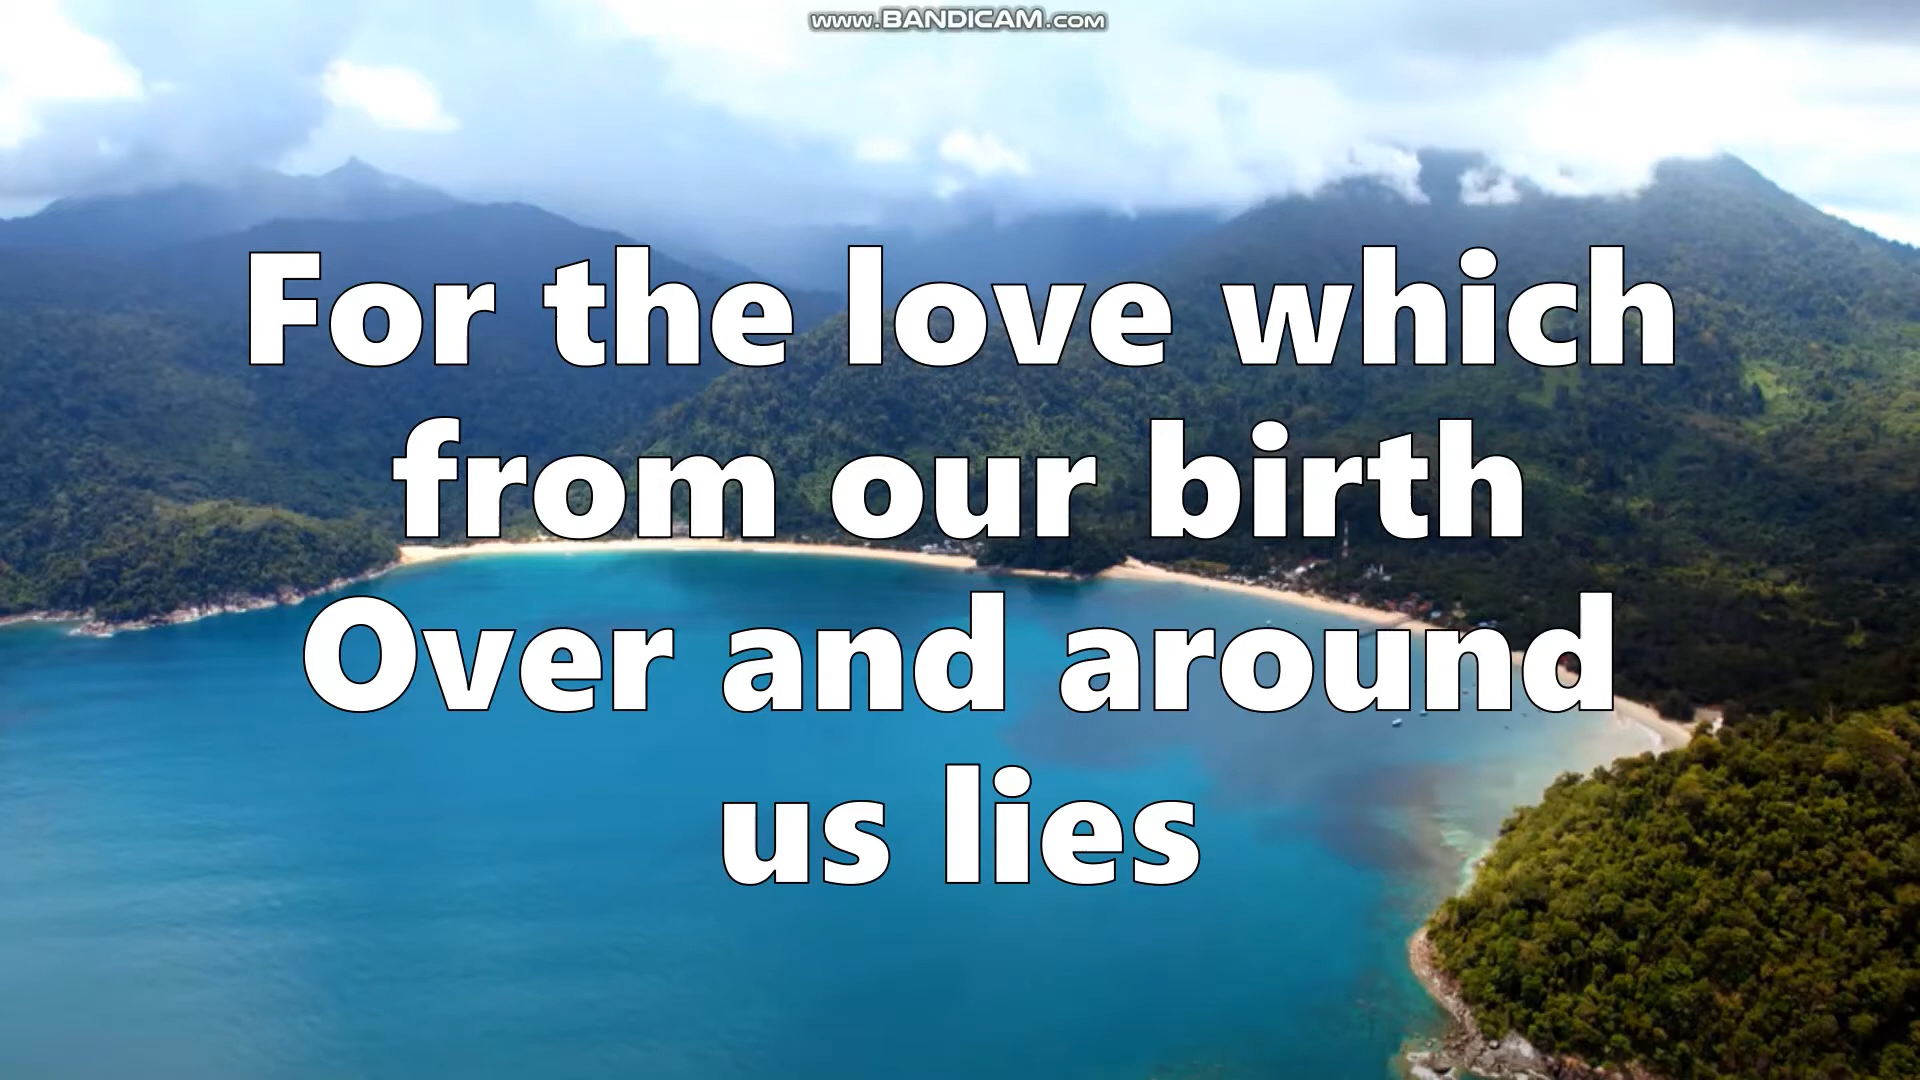 www.BANDICAM.com
For the love which
from our birth
Over and around
us lies